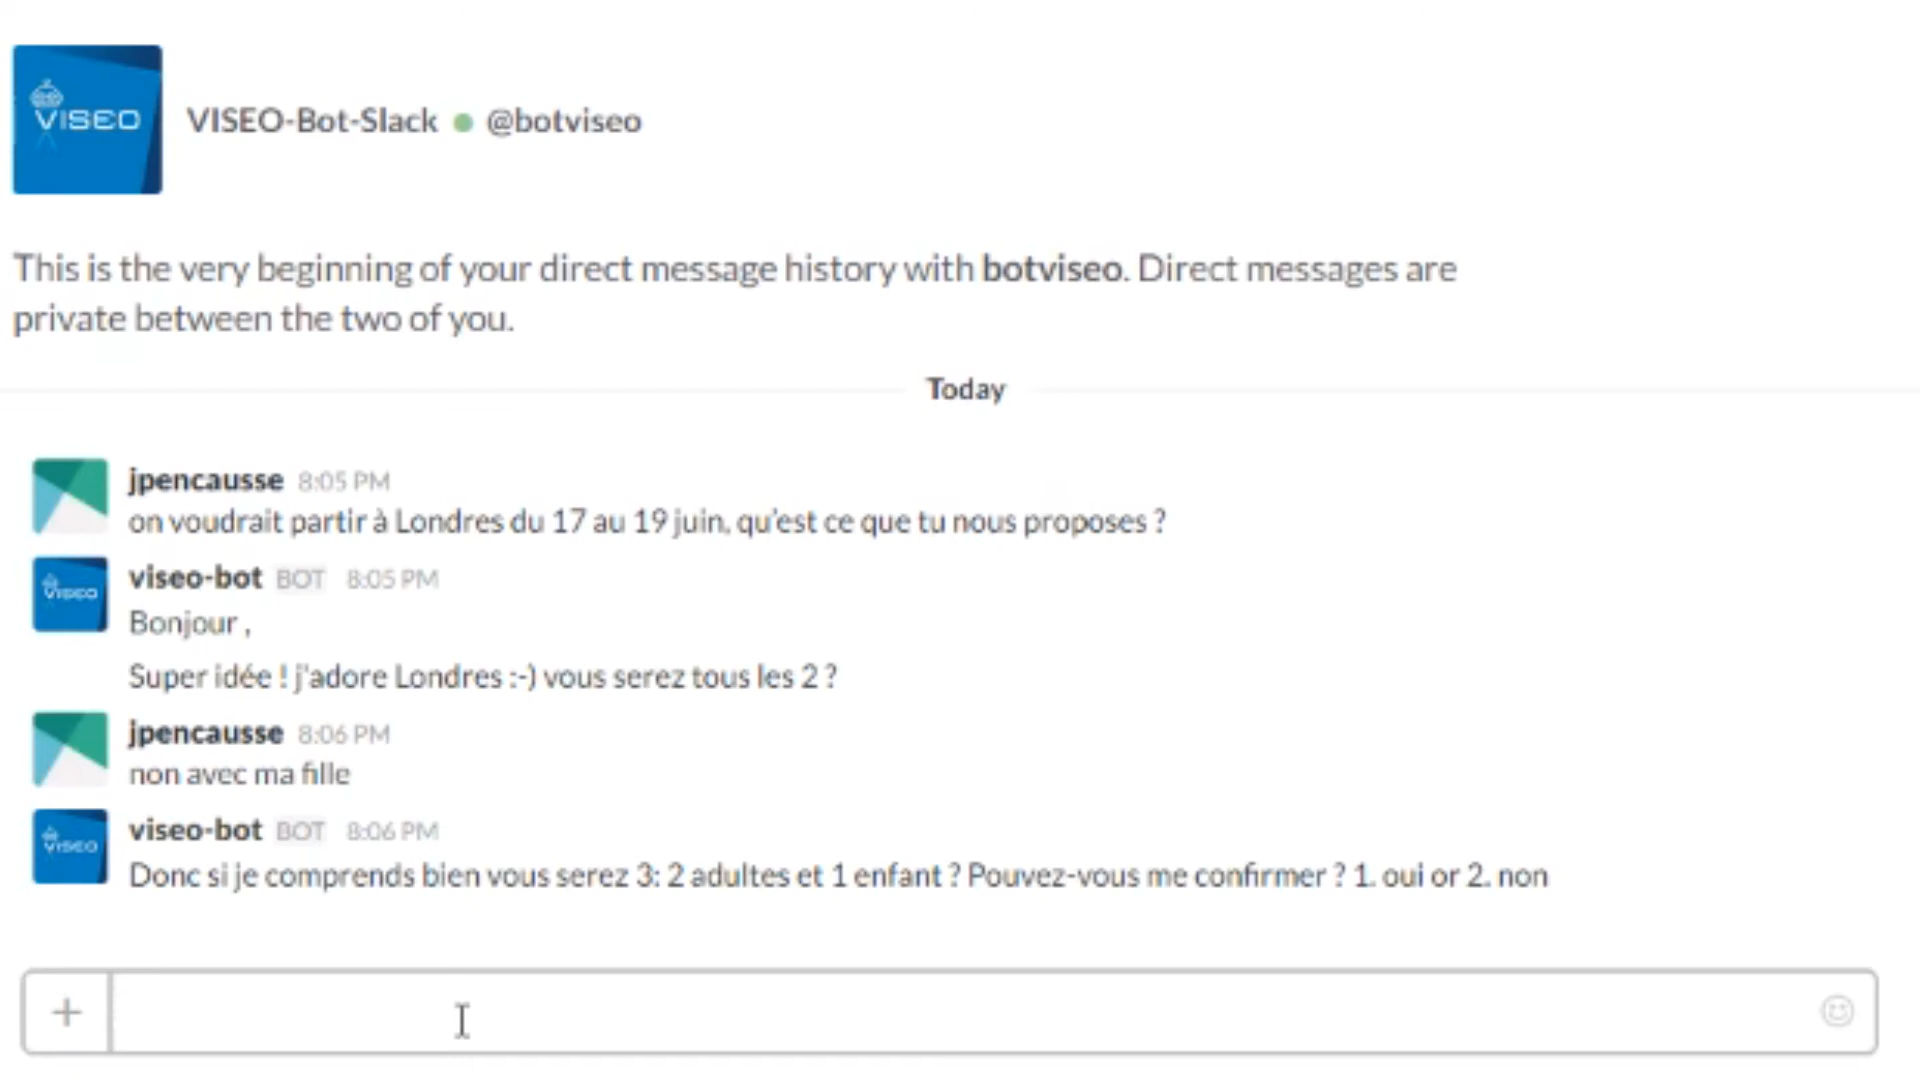 VISEO
VISEO-Bot-Slack @botviseo
This is the very beginning of your direct message history with botviseo. Direct messages are
private between the two of you.
Today
jpencausse 8:05 PM
on voudrait partir à Londres du 17 au 19 juin, qu'est ce que tu nous proposes ?
VISEO
viseo-bot BOT 8:05 PM
Bonjour ,
Super idée ! j'adore Londres :-) vous serez tous les 2 ?
jpencausse 8:06 PM
non avec ma fille
VISEO
viseo-bot BOT 8:06 PM
Donc si je comprends bien vous serez 3: 2 adultes et 1 enfant ? Pouvez-vous me confirmer ? 1. oui or 2. non